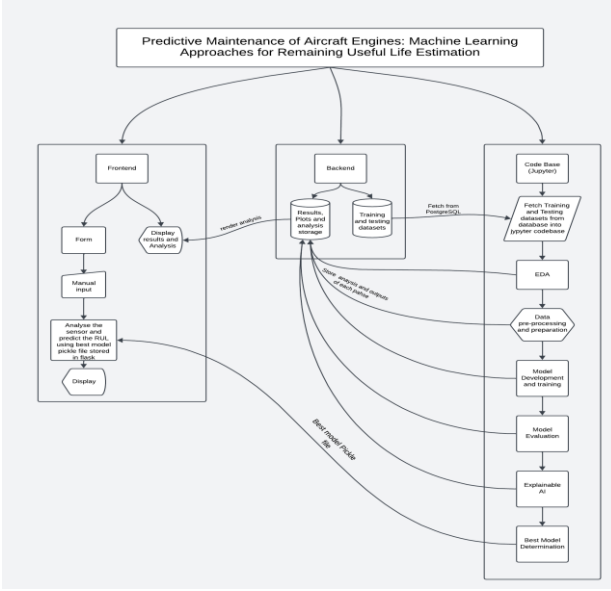 Predictive Maintenance of Aircraft Engines: Machine Learning
Approaches for Remaining Useful Life Estimation
Frontend
Form
Display
results and
Analysis
Manual
input
Analyse the
sensor and
predict the RUL
using best model
pickle file stored
in flask
Display
render analysis
Backend
Results,
Plots and
analysis
storage
Training
and testing
datasets
Fetch from
PostgreSQL
Store analysis and outputs
of each pahse
Best model Pickle
file
Code Base
(Jupyter)
Fetch Training
and Testing
datasets from
database into
jypyter codebase
EDA
Data
pre-processing
and preparation
Model
Development
and training
Model
Evaluation
Explainable
AI
Best Model
Determination